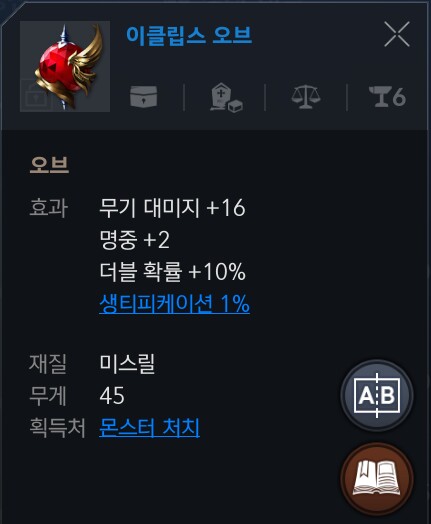 이클립스 오브
6
오브
효과 무기 대미지 +16
명중 +2
더블 확률 +10%
생티피케이션 1%
재질 미스릴
무게 45
획득처 몬스터 처치
A B